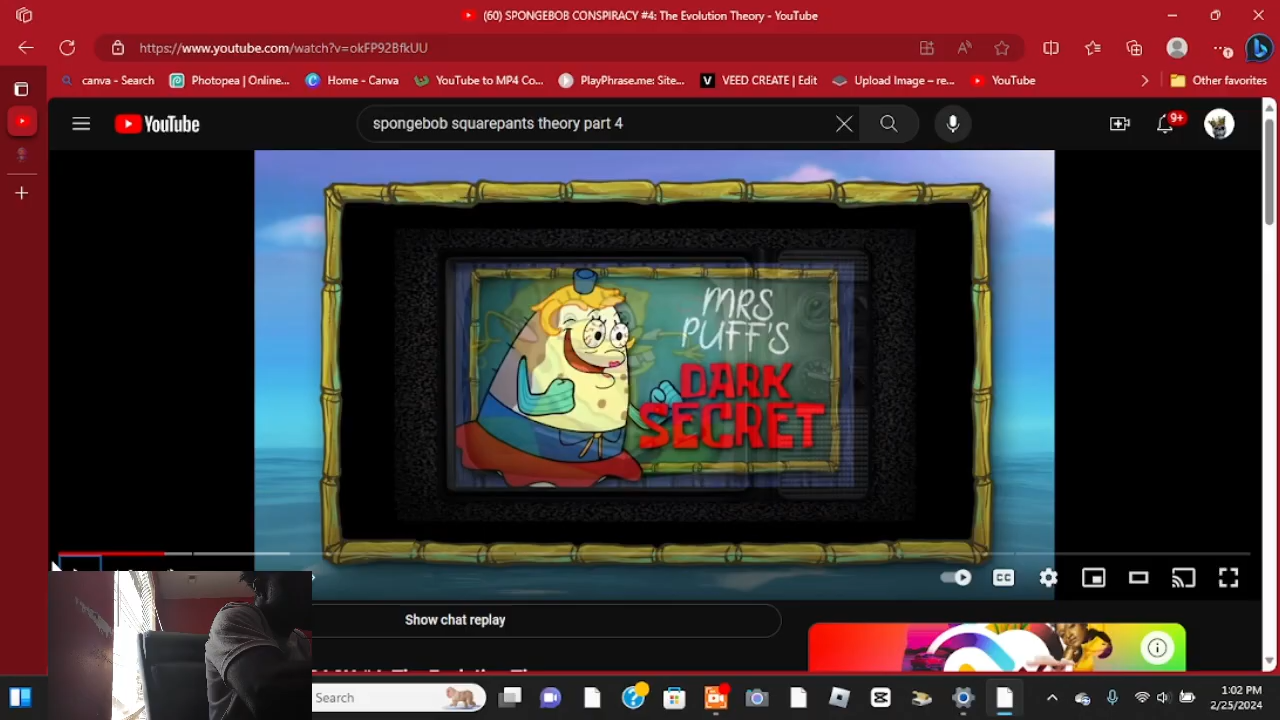 (60) SPONGEBOB CONSPIRACY #4: The Evolution Theory - YouTube
https://www.youtube.com/watch?v=okFP92BfkUU
canva - Search
Photopea | Online...
Home - Canva
YouTube to MP4 Co...
PlayPhrase.me: Site...
VEED CREATE | Edit
Upload Image – re...
YouTube
Other favorites
YouTube
spongebob squarepants theory part 4
9+
MRS
PUFF'S
DARK
SECRET
CC
Show chat replay
Search
1:02 PM
2/25/2024